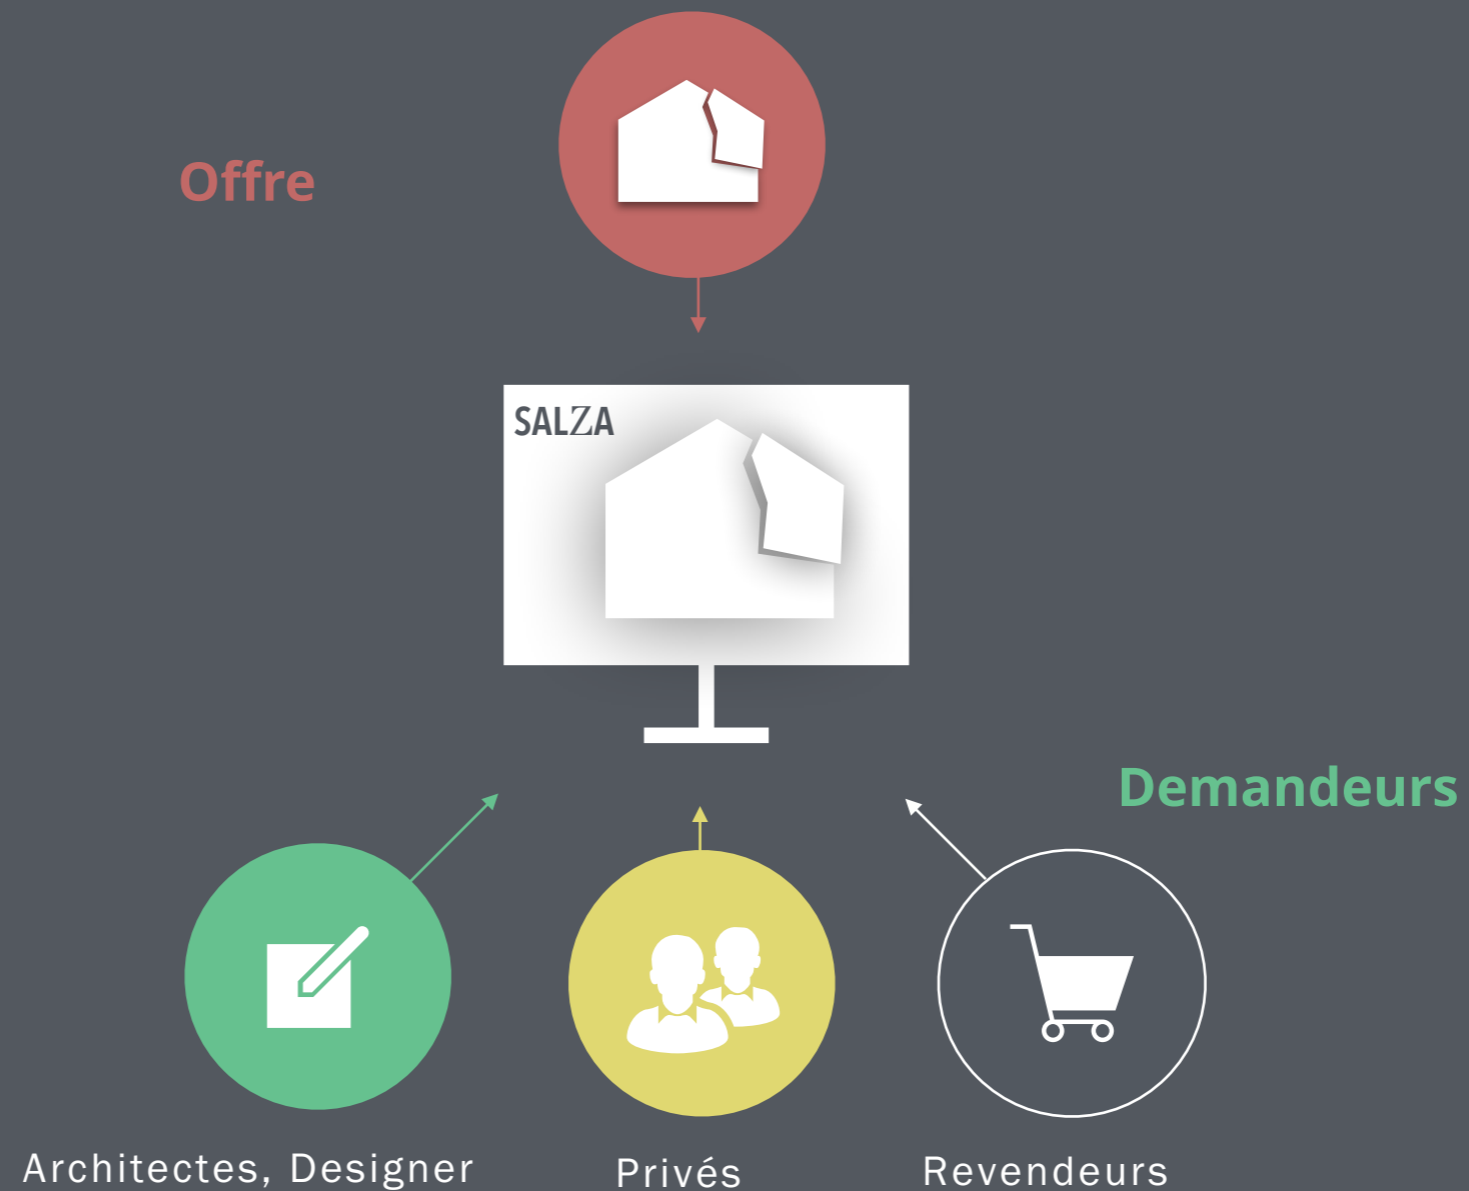 Offre
SALZA
Demandeurs
Architectes, Designer
Privés
Revendeurs